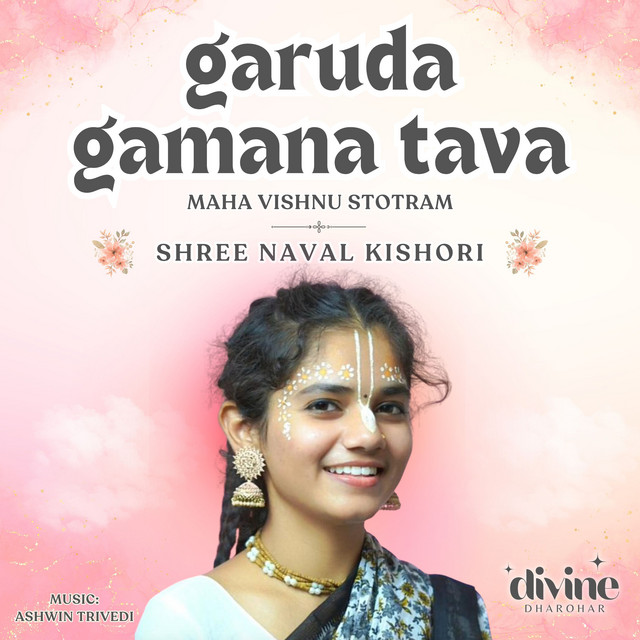 garuda
gamana tava
MAHA VISHNU STOTRAM
SHREE NAVAL KISHORI
MUSIC:
ASHWIN TRIVEDI
divine
DHAROHAR